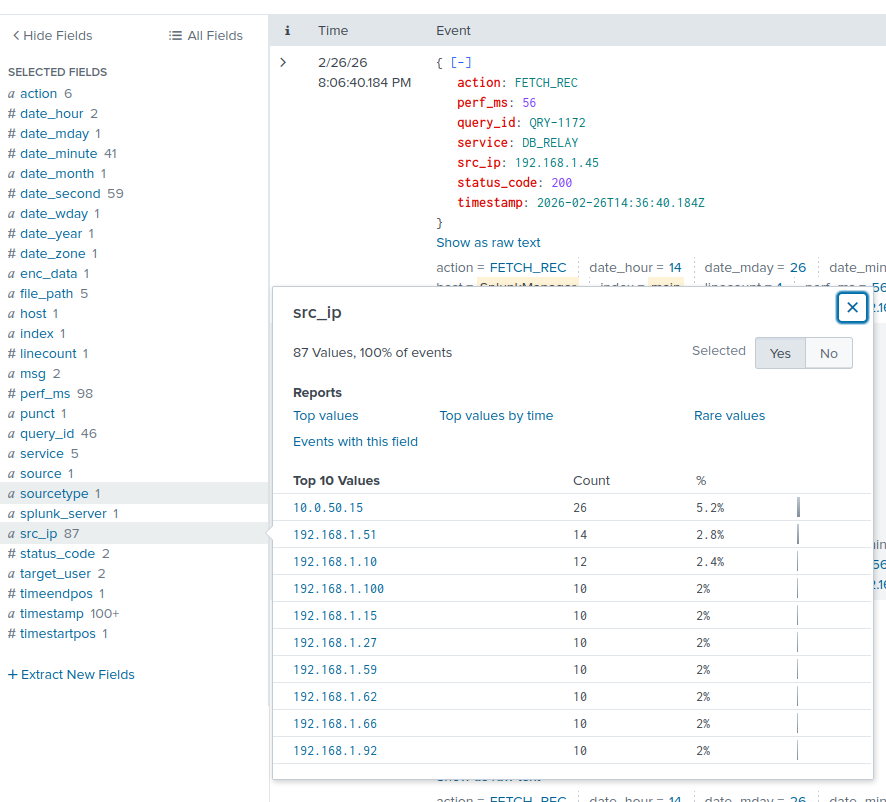 Hide Fields
All Fields
SELECTED FIELDS
a action 6
# date_hour 2
# date_mday 1
# date_minute 41
a date_month 1
# date_second 59
a date_wday 1
# date_year 1
# date_zone 1
a enc_data 1
a file_path 5
a host 1
a index 1
# linecount 1
a msg 2
# perf_ms 98
a punct 1
a query_id 46
a service 5
a source 1
a sourcetype 1
a splunk_server 1
a src_ip 87
# status_code 2
a target_user 2
# timeendpos 1
a timestamp 100+
# timestartpos 1
+ Extract New Fields
i Time Event
2/26/26
8:06:40.184 PM
{ [-]
action: FETCH_REC
perf_ms: 56
query_id: QRY-1172
service: DB_RELAY
src_ip: 192.168.1.45
status_code: 200
timestamp: 2026-02-26T14:36:40.184Z
}
Show as raw text
action = FETCH_REC date_hour = 14 date_mday = 26 date_min
src_ip
87 Values, 100% of events
Selected Yes No
Reports
Top values Top values by time Rare values
Events with this field
Top 10 Values Count %
10.0.50.15 26 5.2%
192.168.1.51 14 2.8%
192.168.1.10 12 2.4%
192.168.1.100 10 2%
192.168.1.15 10 2%
192.168.1.27 10 2%
192.168.1.59 10 2%
192.168.1.62 10 2%
192.168.1.66 10 2%
192.168.1.92 10 2%
action = FETCH_REC date_hour = 14 date_mday = 26 date_min